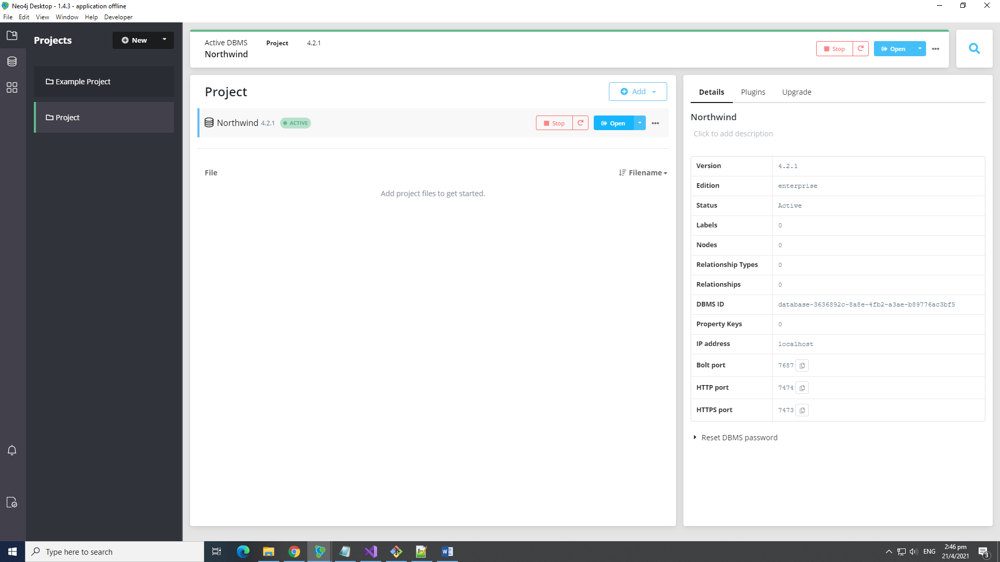 Neo4j Desktop - 1.4.3 - application offline
File Edit View Window Help Developer
Projects
New
Example Project
Project
Active DBMS
Northwind
Project
4.2.1
Stop
Open
Project
Add
Northwind 4.2.1 ACTIVE
Stop
Open
File
Filename
Add project files to get started.
Details Plugins Upgrade
Northwind
Click to add description
Version 4.2.1
Edition enterprise
Status Active
Labels 0
Nodes 0
Relationship Types 0
Relationships 0
DBMS ID database-3636892c-8a8e-4fb2-a3ae-b89776ac3bf5
Property Keys 0
IP address localhost
Bolt port 7687
HTTP port 7474
HTTPS port 7473
Reset DBMS password
Type here to search
ENG
2:46 pm
21/4/2021
3